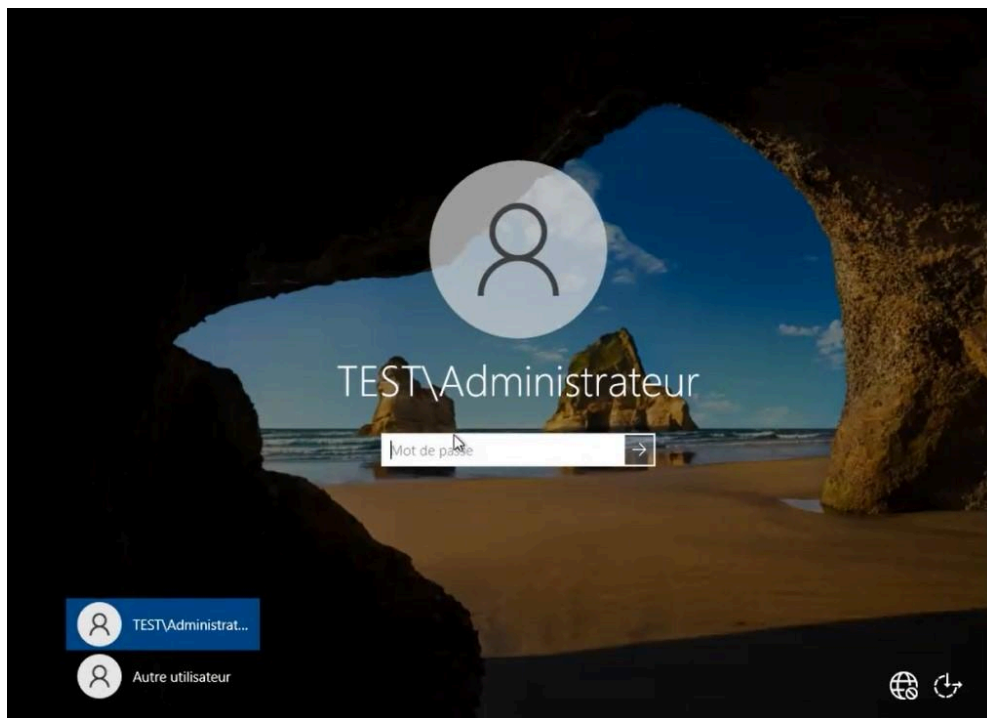 TEST\Administrateur
Mot de passe
TEST\Administrat...
Autre utilisateur